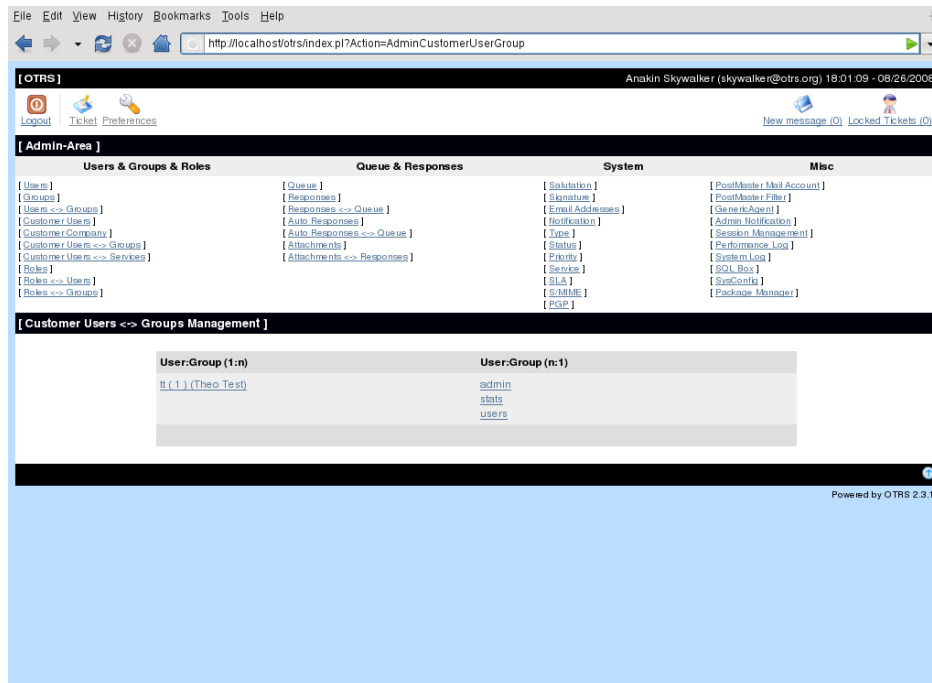 File Edit View History Bookmarks Tools Help
http://localhost/otrs/index.pl?Action=AdminCustomerUserGroup
[ OTRS ] Anakin Skywalker (skywalker@otrs.org) 18:01:09 - 08/26/2008
Logout Ticket Preferences New message (0) Locked Tickets (0)
[ Admin-Area ]
Users & Groups & Roles Queue & Responses System Misc
[ Users ] [ Queue ] [ Salutation ] [ PostMaster Mail Account ]
[ Groups ] [ Responses ] [ Signature ] [ PostMaster Filter ]
[ Users <-> Groups ] [ Responses <-> Queue ] [ Email Addresses ] [ GenericAgent ]
[ Customer Users ] [ Auto Responses ] [ Notification ] [ Admin Notification ]
[ Customer Company ] [ Auto Responses <-> Queue ] [ Type ] [ Session Management ]
[ Customer Users <-> Groups ] [ Attachments ] [ Status ] [ Performance Log ]
[ Customer Users <-> Services ] [ Attachments <-> Responses ] [ Priority ] [ System Log ]
[ Roles ] [ Service ] [ SQL Box ]
[ Roles <-> Users ] [ SLA ] [ SysConfig ]
[ Roles <-> Groups ] [ S/MIME ] [ Package Manager ]
[ PGP ]
[ Customer Users <-> Groups Management ]
User:Group (1:n) User:Group (n:1)
tt ( 1 ) (Theo Test) admin
stats
users
Powered by OTRS 2.3.1